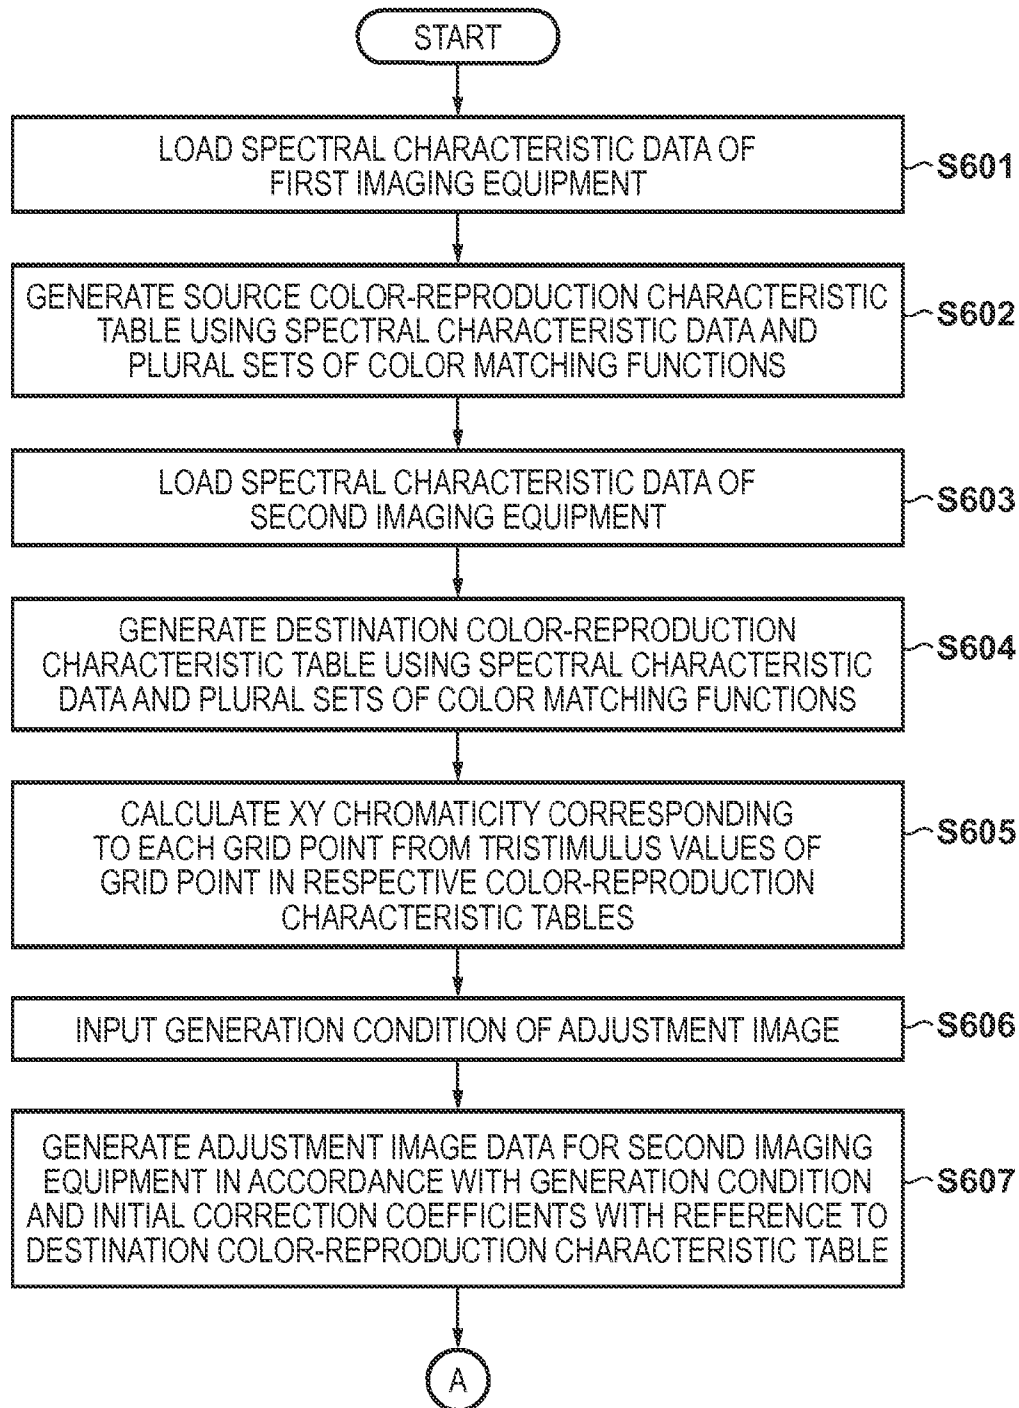 START
LOAD SPECTRAL CHARACTERISTIC DATA OF
FIRST IMAGING EQUIPMENT
S601
GENERATE SOURCE COLOR-REPRODUCTION CHARACTERISTIC
TABLE USING SPECTRAL CHARACTERISTIC DATA AND
PLURAL SETS OF COLOR MATCHING FUNCTIONS
S602
LOAD SPECTRAL CHARACTERISTIC DATA OF
SECOND IMAGING EQUIPMENT
S603
GENERATE DESTINATION COLOR-REPRODUCTION
CHARACTERISTIC TABLE USING SPECTRAL CHARACTERISTIC
DATA AND PLURAL SETS OF COLOR MATCHING FUNCTIONS
S604
CALCULATE XY CHROMATICITY CORRESPONDING
TO EACH GRID POINT FROM TRISTIMULUS VALUES OF
GRID POINT IN RESPECTIVE COLOR-REPRODUCTION
CHARACTERISTIC TABLES
S605
INPUT GENERATION CONDITION OF ADJUSTMENT IMAGE
S606
GENERATE ADJUSTMENT IMAGE DATA FOR SECOND IMAGING
EQUIPMENT IN ACCORDANCE WITH GENERATION CONDITION
AND INITIAL CORRECTION COEFFICIENTS WITH REFERENCE TO
DESTINATION COLOR-REPRODUCTION CHARACTERISTIC TABLE
S607
A